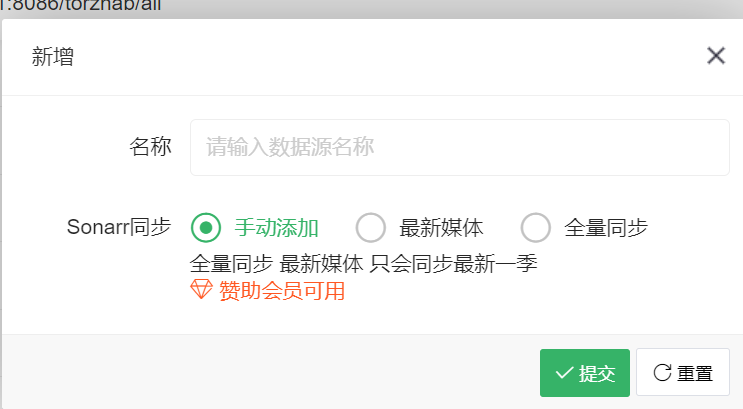 :8086/torznab/all
新增
名称 请输入数据源名称
Sonarr同步 手动添加 最新媒体 全量同步
全量同步 最新媒体 只会同步最新一季
赞助会员可用
提交 重置